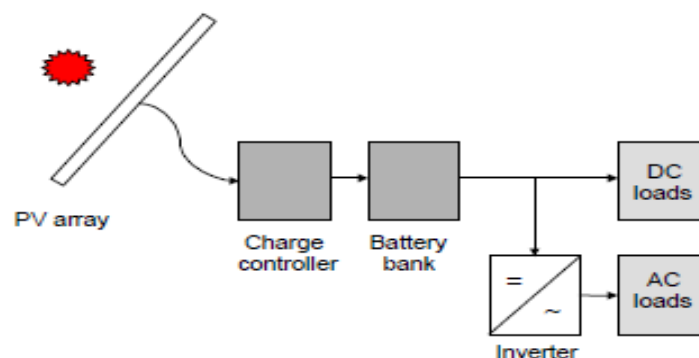 PV array
Charge
controller
Battery
bank
DC
loads
=
~
Inverter
AC
loads